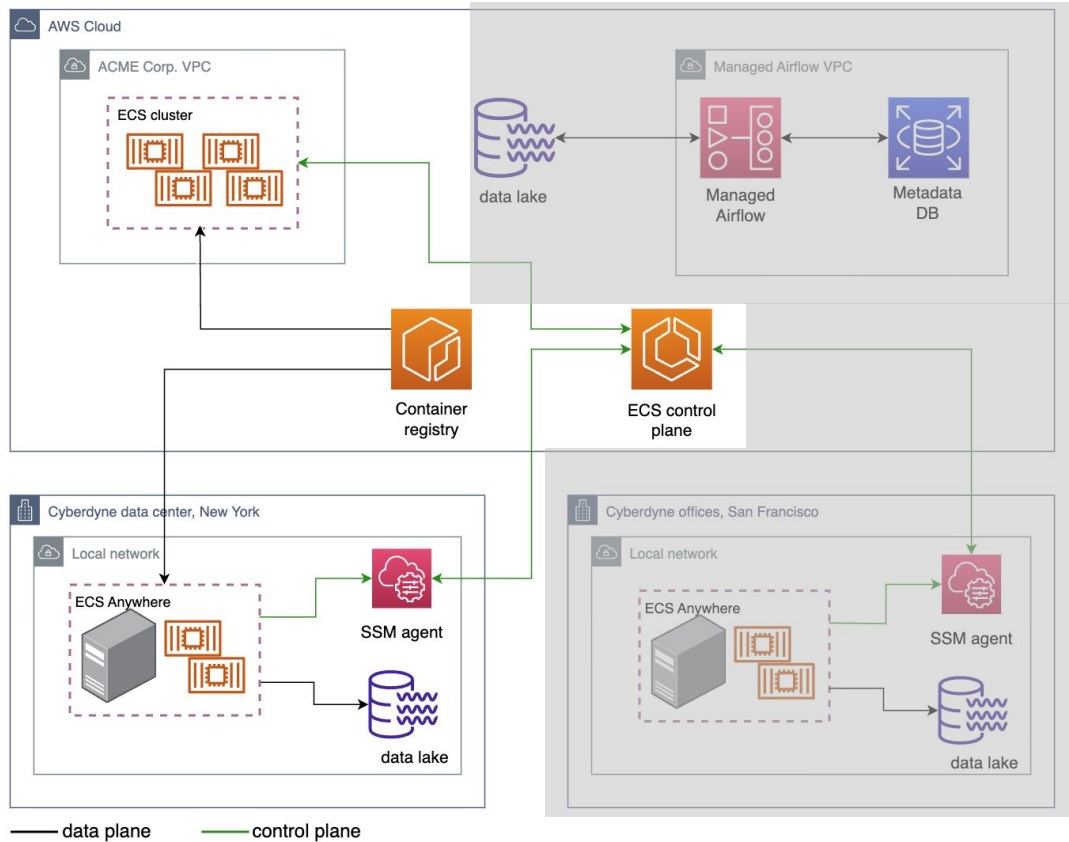 AWS Cloud
ACME Corp. VPC
ECS cluster
data lake
Managed Airflow VPC
Managed
Airflow
Metadata
DB
Container
registry
ECS control
plane
Cyberdyne data center, New York
Local network
ECS Anywhere
SSM agent
data lake
Cyberdyne offices, San Francisco
Local network
ECS Anywhere
SSM agent
data lake
data plane
control plane